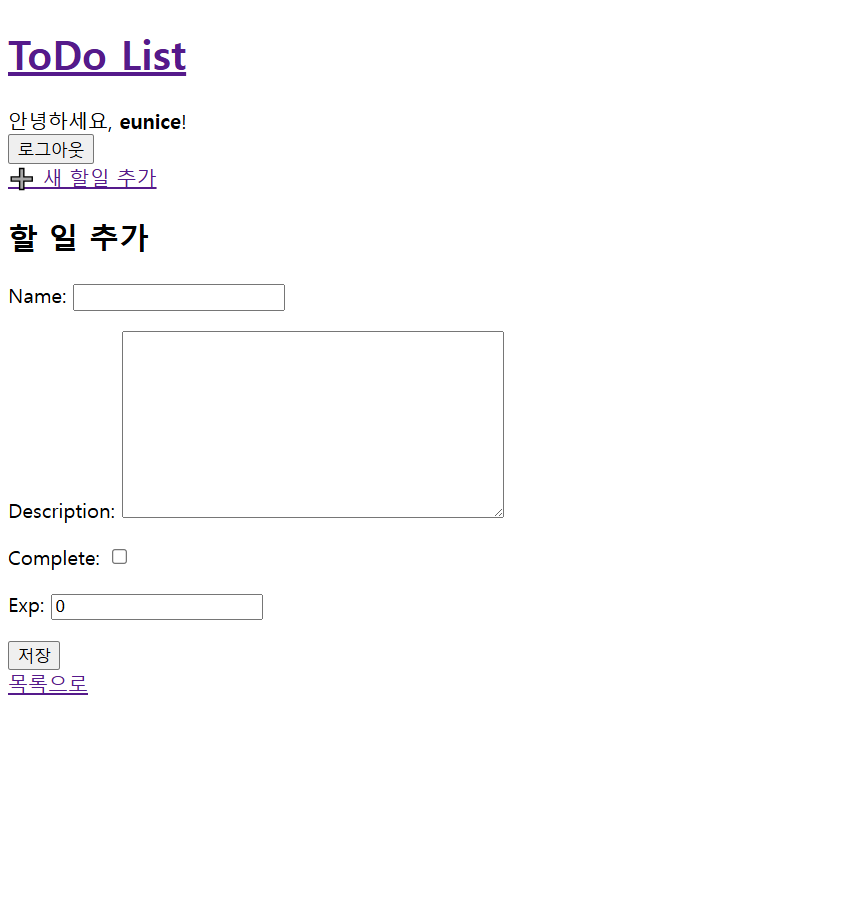 ToDo List
안녕하세요, eunice!
로그아웃
➕ 새 할일 추가
할 일 추가
Name:
Description:
Complete:
Exp: 0
저장
목록으로